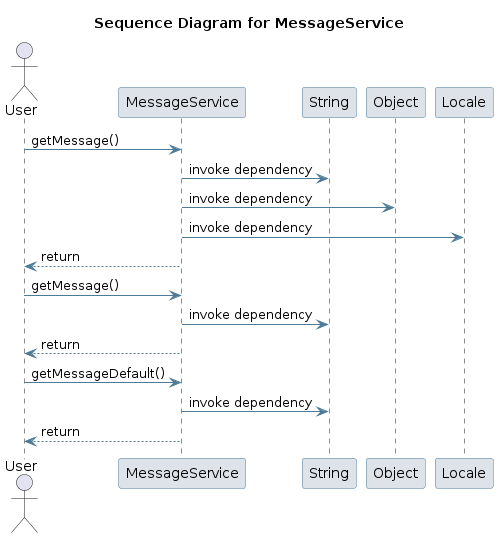 Sequence Diagram for MessageService
User
MessageService
String
Object
Locale
getMessage()
invoke dependency
invoke dependency
invoke dependency
return
getMessage()
invoke dependency
return
getMessageDefault()
invoke dependency
return
User
MessageService
String
Object
Locale